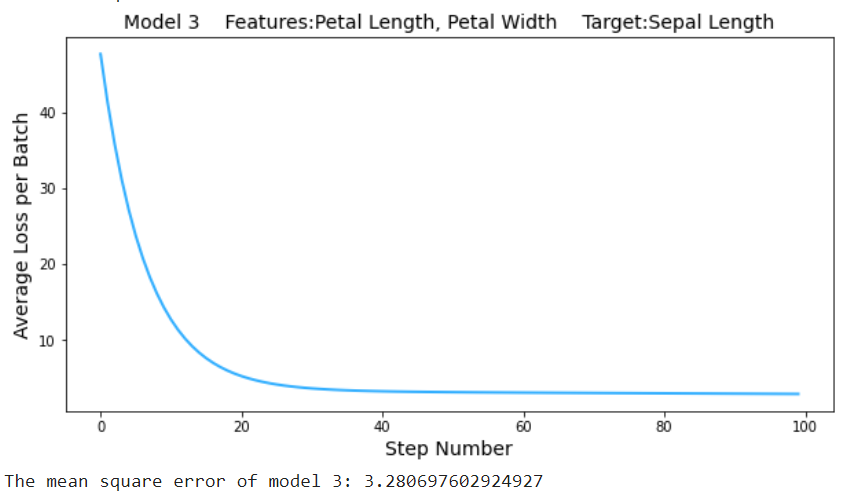 Model 3    Features:Petal Length, Petal Width    Target:Sepal Length
Average Loss per Batch
40
30
20
10
0 20 40 60 80 100
Step Number
The mean square error of model 3: 3.280697602924927